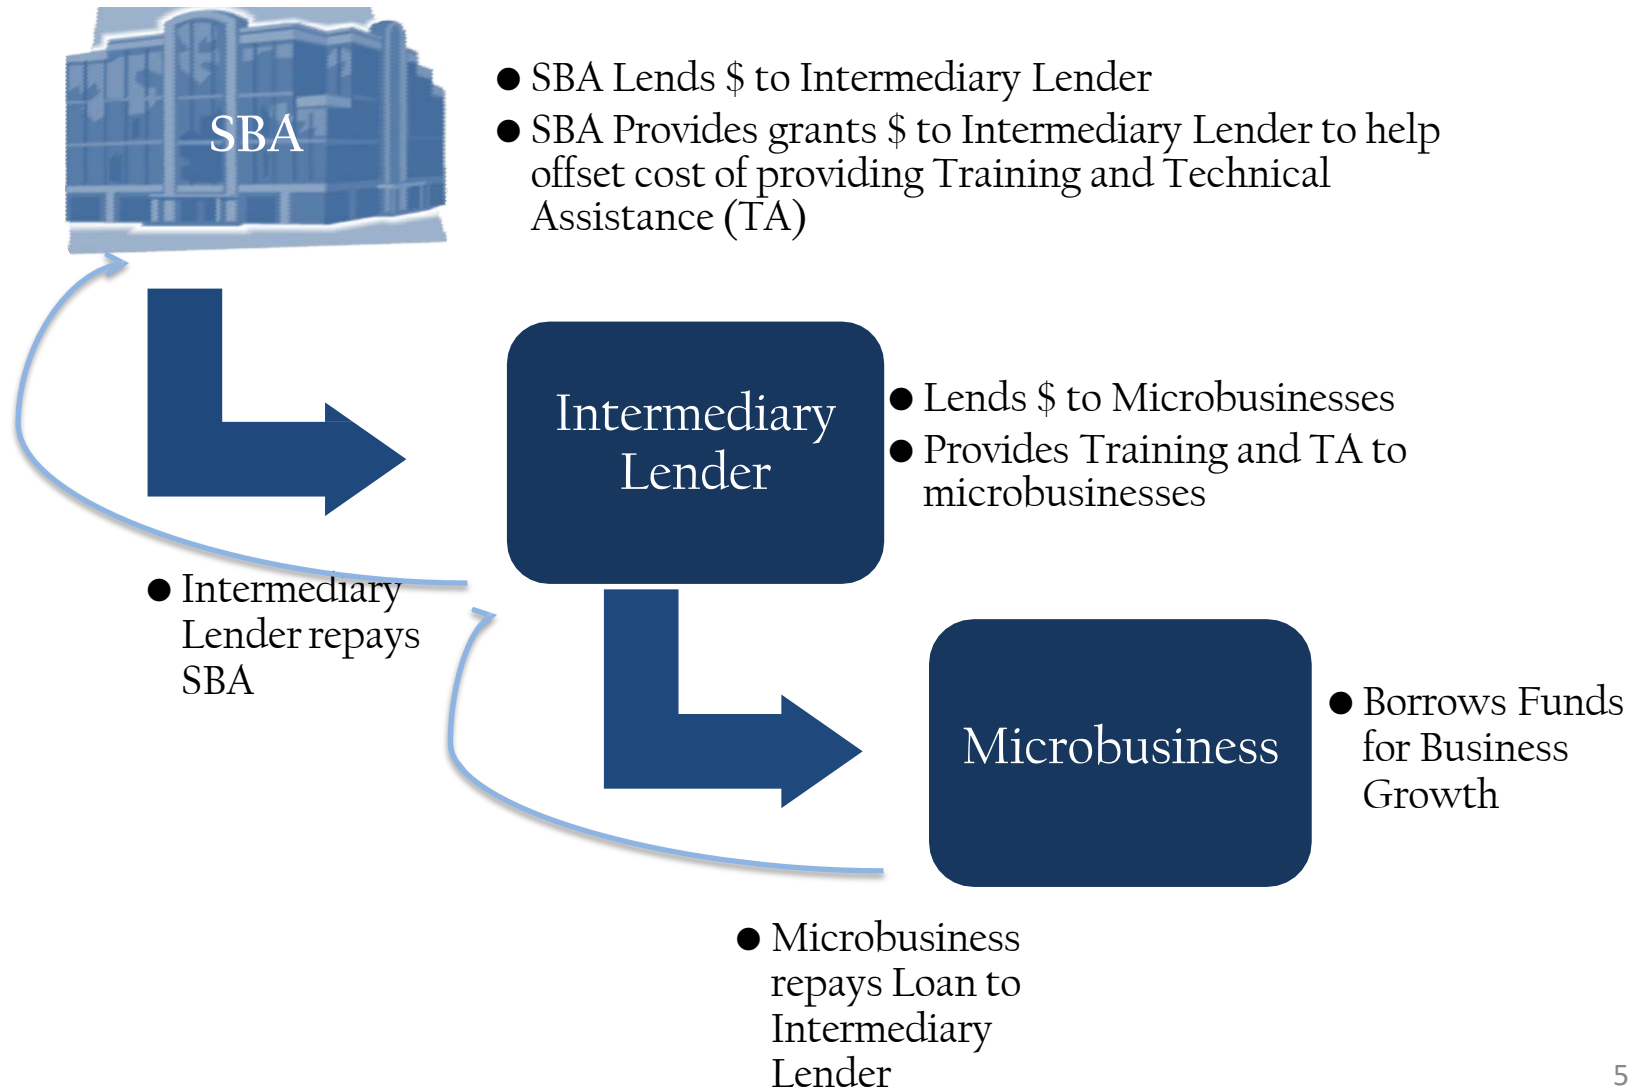 SBA
● SBA Lends $ to Intermediary Lender
● SBA Provides grants $ to Intermediary Lender to help
offset cost of providing Training and Technical
Assistance (TA)
Intermediary
Lender
● Lends $ to Microbusinesses
● Provides Training and TA to
microbusinesses
● Intermediary
Lender repays
SBA
Microbusiness
● Borrows Funds
for Business
Growth
● Microbusiness
repays Loan to
Intermediary
Lender
5